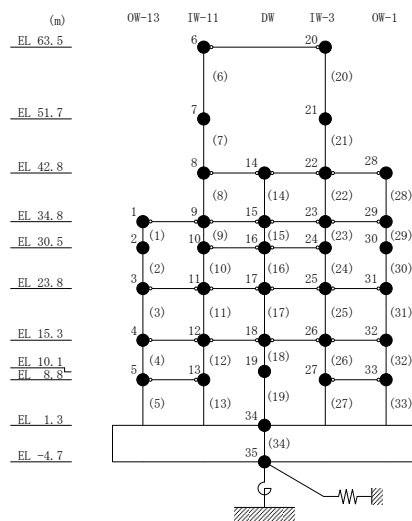 (m) OW-13 IW-11 DW IW-3 OW-1
EL 63.5 6 20
(6) (20)
EL 51.7 7 21
(7) (21)
EL 42.8 8 14 22 28
(8) (14) (22) (28)
EL 34.8 1 9 15 23 29
(1) (9) (15) (23) (29)
EL 30.5 2 10 16 24 30
(2) (10) (16) (24) (30)
EL 23.8 3 11 17 25 31
(3) (11) (17) (25) (31)
EL 15.3 4 12 18 26 32
(4) (12) (18) (26) (32)
EL 10.1 19
EL 8.8 5 13 27 33
(5) (13) (19) (27) (33)
EL 1.3 34
(34)
EL -4.7 35